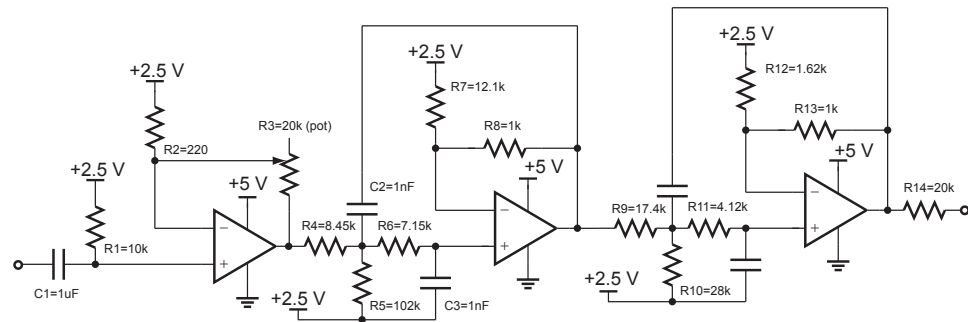 +2.5 V
R2=220
R3=20k (pot)
+2.5 V
R1=10k
C1=1uF
+5 V
R4=8.45k
C2=1nF
R6=7.15k
+2.5 V
R5=102k
C3=1nF
+2.5 V
R7=12.1k
R8=1k
+5 V
R9=17.4k
R11=4.12k
+2.5 V
R10=28k
+2.5 V
R12=1.62k
R13=1k
+5 V
R14=20k